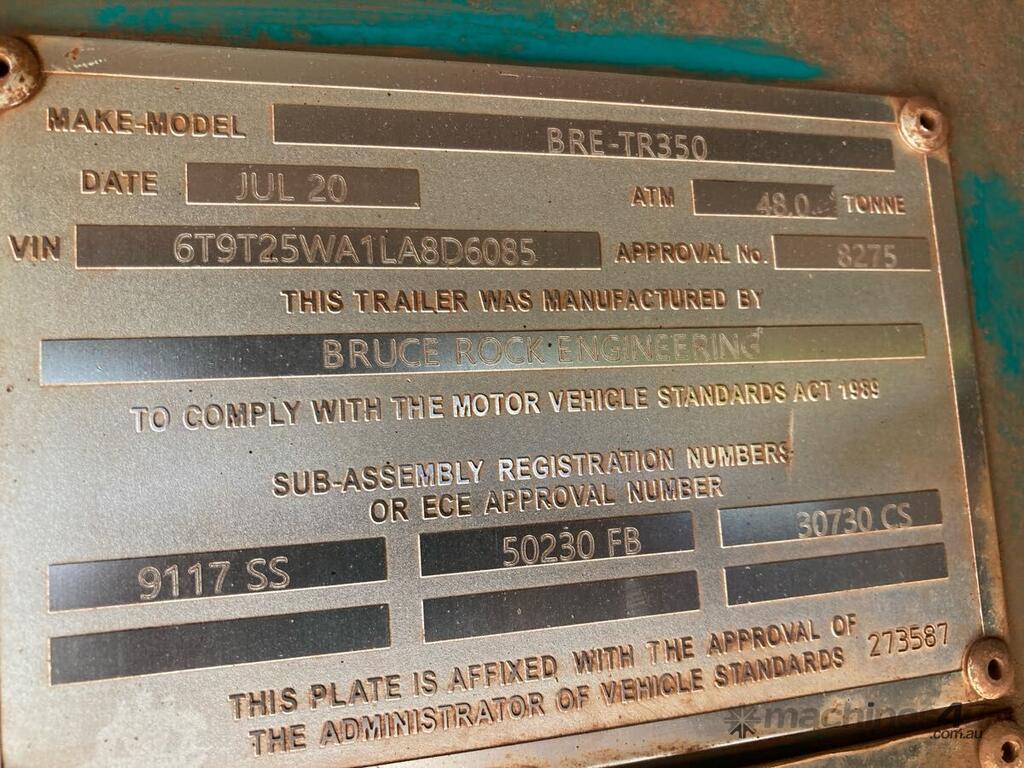 MAKE-MODEL BRE-TR350
DATE JUL 20 ATM 48.0 TONNE
VIN 6T9T25WA1LA8D6085 APPROVAL No. 8275
THIS TRAILER WAS MANUFACTURED BY
BRUCE ROCK ENGINEERING
TO COMPLY WITH THE MOTOR VEHICLE STANDARDS ACT 1989
SUB-ASSEMBLY REGISTRATION NUMBERS
OR ECE APPROVAL NUMBER
9117 SS 50230 FB 30730 CS
THIS PLATE IS AFFIXED WITH THE APPROVAL OF 273587
THE ADMINISTRATOR OF VEHICLE STANDARDS
machines4u
.com.au